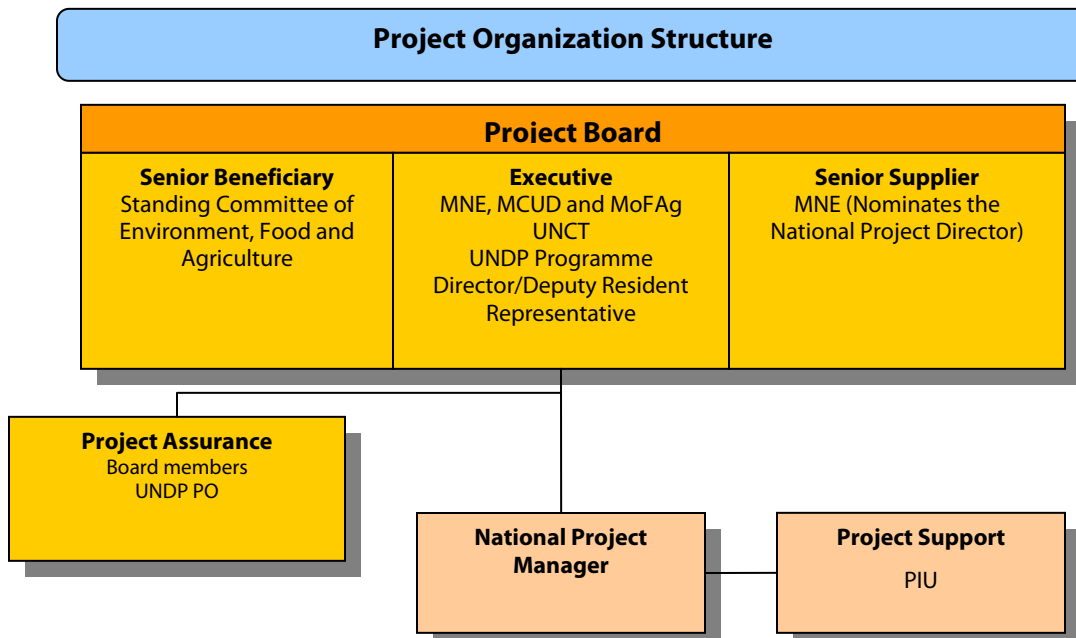 Project Organization Structure
Project Board
Senior Beneficiary
Standing Committee of
Environment, Food and
Agriculture
Executive
MNE, MCUD and MoFAg
UNCT
UNDP Programme
Director/Deputy Resident
Representative
Senior Supplier
MNE (Nominates the
National Project Director)
Project Assurance
Board members
UNDP PO
National Project
Manager
Project Support
PIU